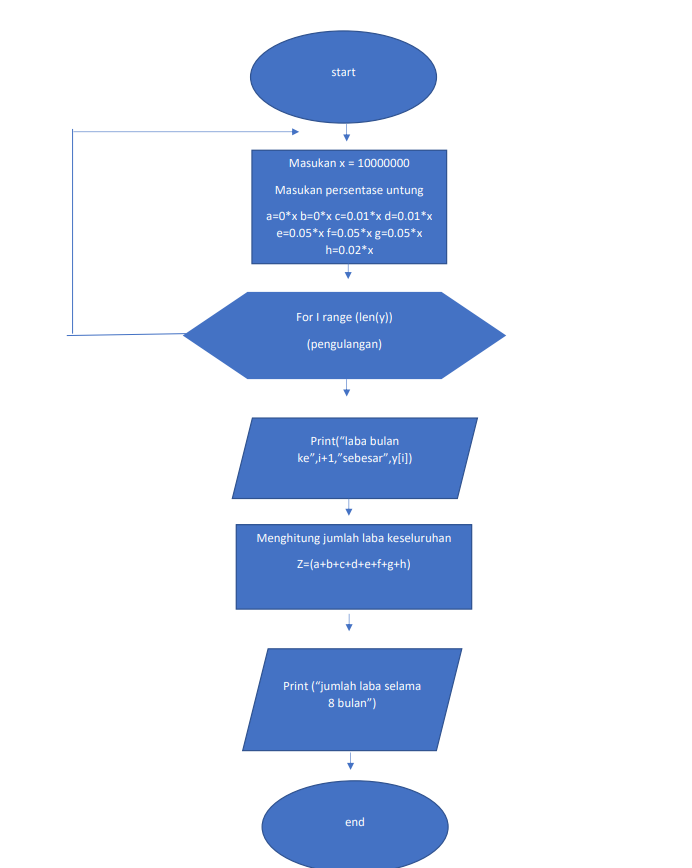 start
Masukan x = 10000000
Masukan persentase untung
a=0*x b=0*x c=0.01*x d=0.01*x
e=0.05*x f=0.05*x g=0.05*x
h=0.02*x
For I range (len(y))
(pengulangan)
Print(“laba bulan
ke”,i+1,”sebesar”,y[i])
Menghitung jumlah laba keseluruhan
Z=(a+b+c+d+e+f+g+h)
Print (“jumlah laba selama
8 bulan”)
end